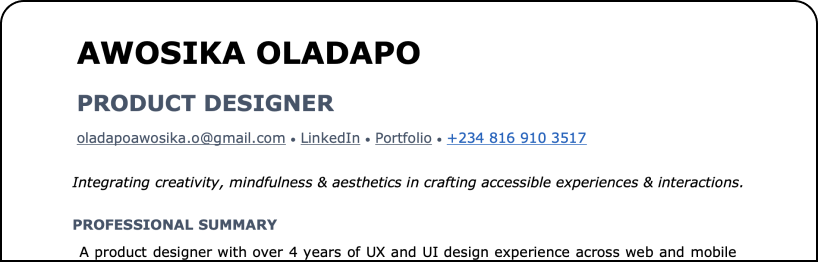 AWOSIKA OLADAPO
PRODUCT DESIGNER
oladapoawosika.o@gmail.com • LinkedIn • Portfolio • +234 816 910 3517
Integrating creativity, mindfulness & aesthetics in crafting accessible experiences & interactions.
PROFESSIONAL SUMMARY
A product designer with over 4 years of UX and UI design experience across web and mobile